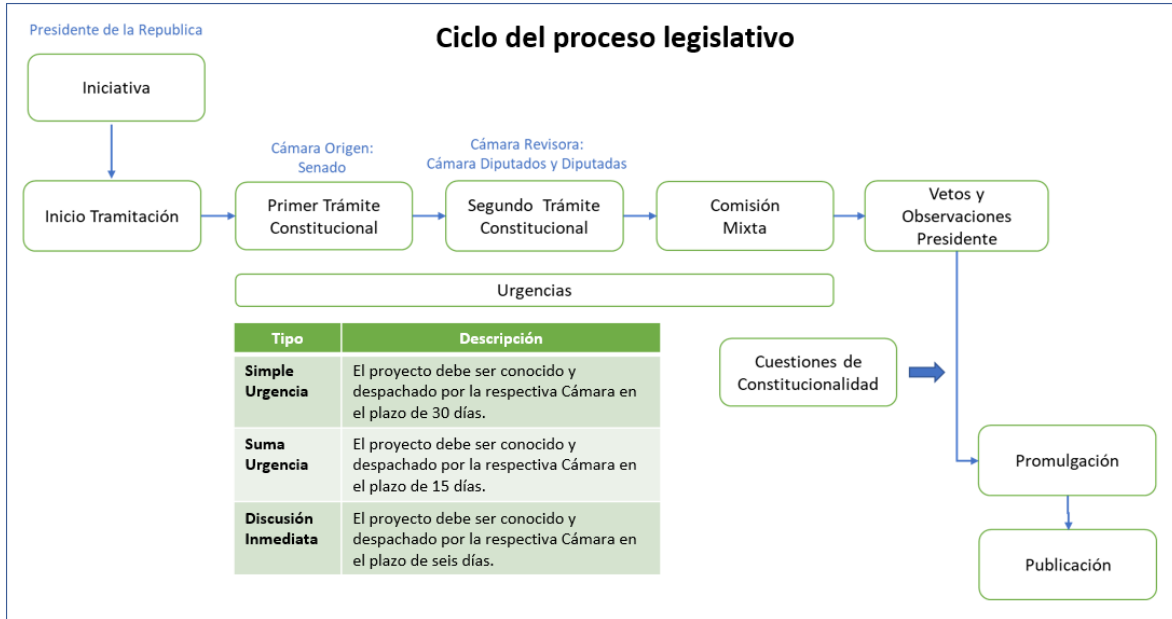 Presidente de la Republica
Ciclo del proceso legislativo
Iniciativa
Cámara Origen:
Senado
Cámara Revisora:
Cámara Diputados y Diputadas
Inicio Tramitación
Primer Trámite
Constitucional
Segundo Trámite
Constitucional
Comisión
Mixta
Vetos y
Observaciones
Presidente
Urgencias
Tipo
Descripción
Simple
Urgencia
El proyecto debe ser conocido y
despachado por la respectiva Cámara en
el plazo de 30 días.
Suma
Urgencia
El proyecto debe ser conocido y
despachado por la respectiva Cámara en
el plazo de 15 días.
Discusión
Inmediata
El proyecto debe ser conocido y
despachado por la respectiva Cámara en
el plazo de seis días.
Cuestiones de
Constitucionalidad
Promulgación
Publicación